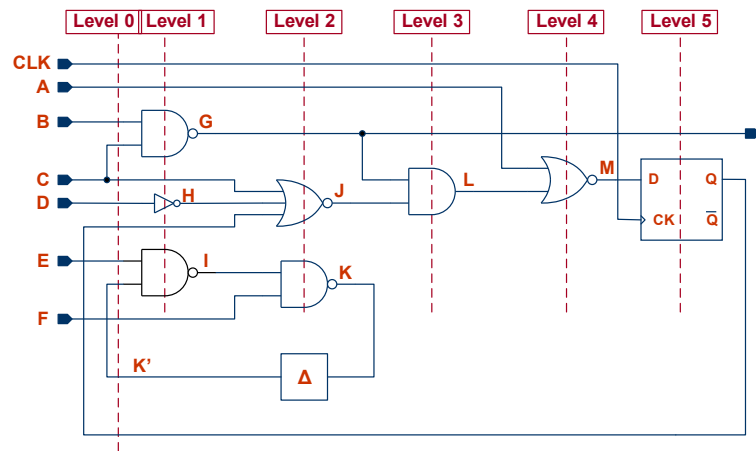 Level 0 Level 1 Level 2 Level 3 Level 4 Level 5
CLK
A
B G
M
C L
D H J D Q
CK Q̅
E I K
F
K’ Δ